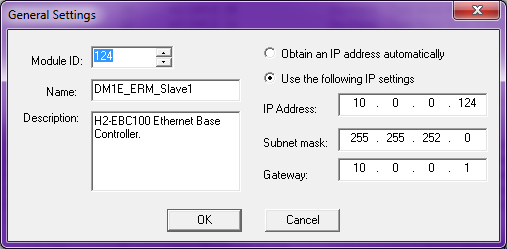 General Settings
Module ID: 124
Name: DM1E_ERM_Slave1
Description: H2-EBC100 Ethernet Base
Controller.
Obtain an IP address automatically
Use the following IP settings
IP Address: 10 . 0 . 0 . 124
Subnet mask: 255 . 255 . 252 . 0
Gateway: 10 . 0 . 0 . 1
OK
Cancel